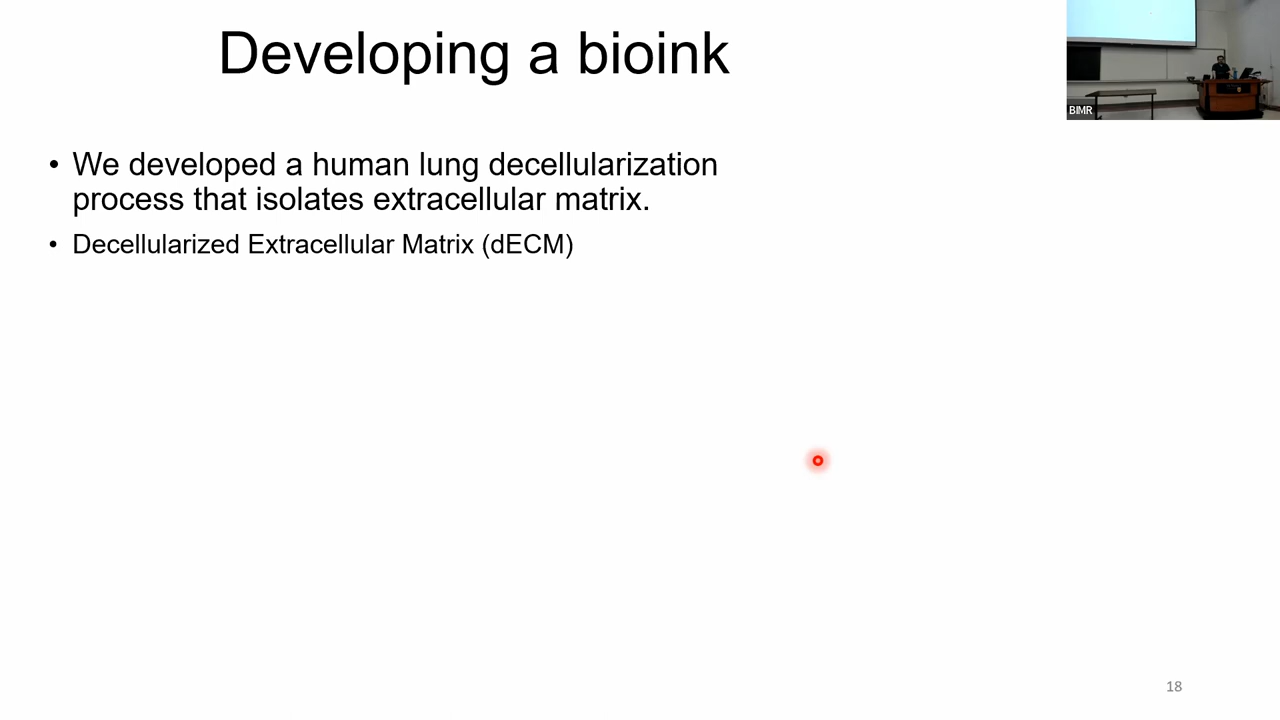 Developing a bioink
BIMR
• We developed a human lung decellularization
process that isolates extracellular matrix.
• Decellularized Extracellular Matrix (dECM)
18